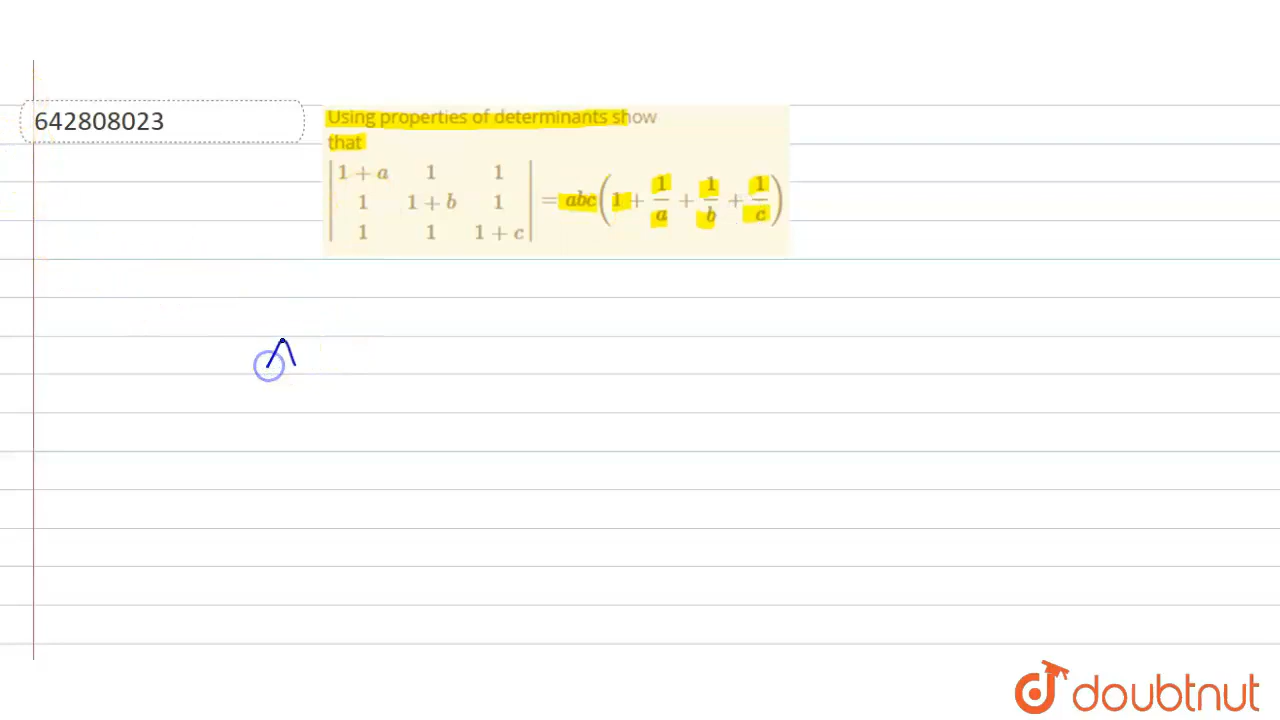 642808023
Using properties of determinants show
that
| 1 + a 1 1 |
| 1 1 + b 1 | = abc(1 + 1/a + 1/b + 1/c)
| 1 1 1 + c |
doubtnut